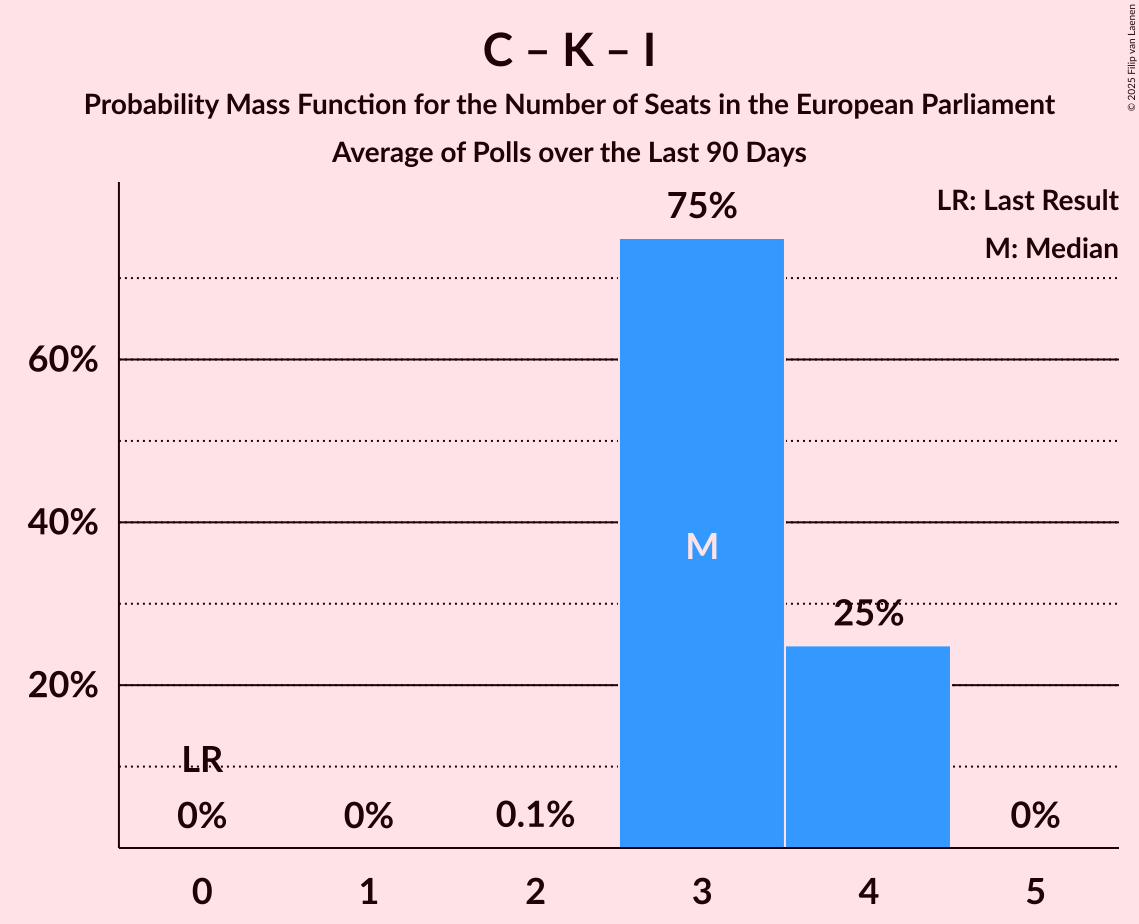 C – K – I
Probability Mass Function for the Number of Seats in the European Parliament
Average of Polls over the Last 90 Days
© 2025 Filip van Laenen
LR: Last Result
M: Median
75%
60%
40%
M
25%
20%
LR
0%
0%
0.1%
0%
0 1 2 3 4 5